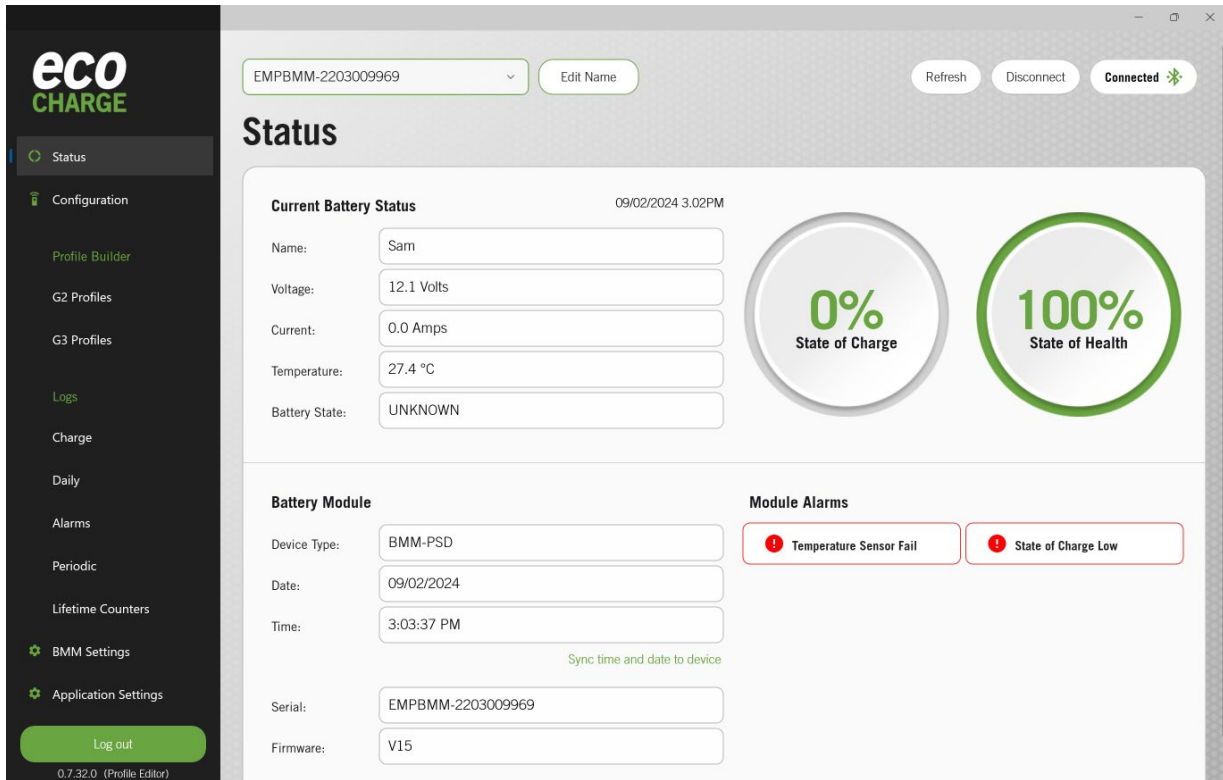 eco
CHARGE
Status
Configuration
Profile Builder
G2 Profiles
G3 Profiles
Logs
Charge
Daily
Alarms
Periodic
Lifetime Counters
BMM Settings
Application Settings
Log out
0.7.32.0 (Profile Editor)
EMPBMM-2203009969 Edit Name Refresh Disconnect Connected
Status
Current Battery Status 09/02/2024 3.02PM
Name: Sam
Voltage: 12.1 Volts
Current: 0.0 Amps
Temperature: 27.4 °C
Battery State: UNKNOWN
0%
State of Charge
100%
State of Health
Battery Module
Device Type: BMM-PSD
Date: 09/02/2024
Time: 3:03:37 PM
Sync time and date to device
Serial: EMPBMM-2203009969
Firmware: V15
Module Alarms
Temperature Sensor Fail State of Charge Low